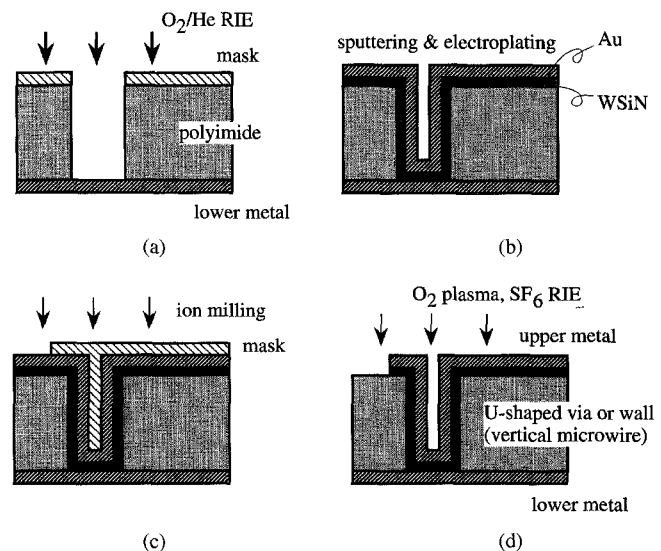 O2/He RIE
mask
polyimide
lower metal
(a)
sputtering & electroplating
Au
WSiN
(b)
ion milling
mask
(c)
O2 plasma, SF6 RIE
upper metal
U-shaped via or wall
(vertical microwire)
lower metal
(d)